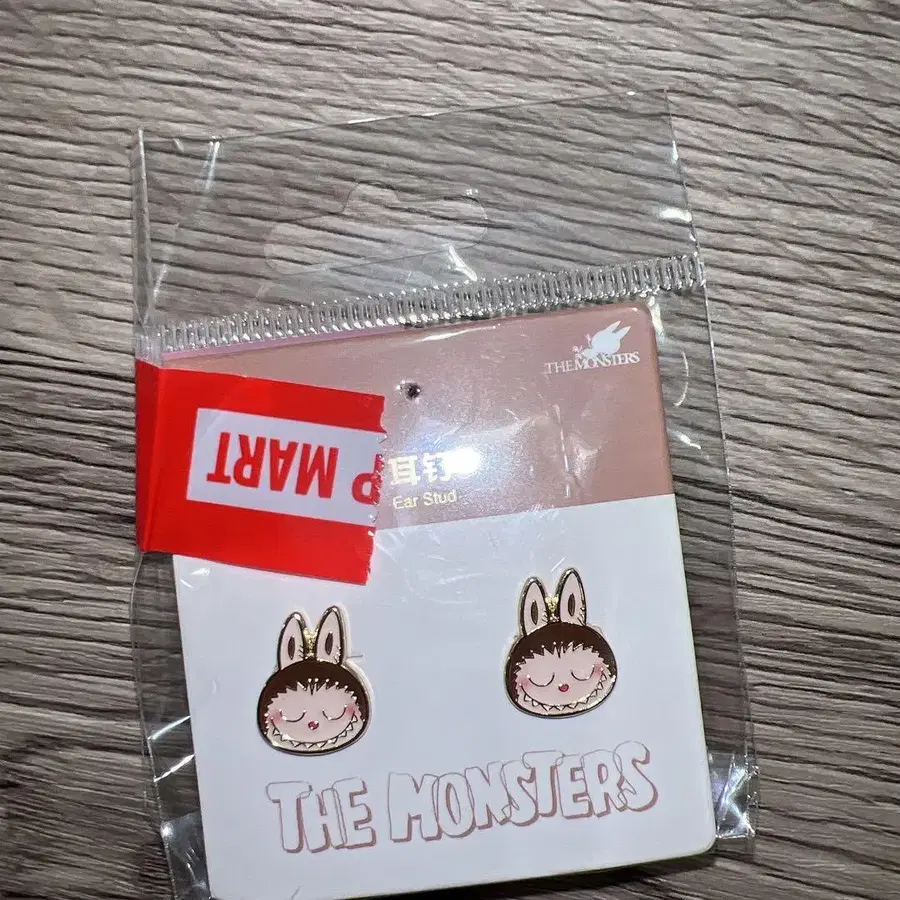 THE MONSTERS
P MART
耳钉
Ear Stud
THE MONSTERS